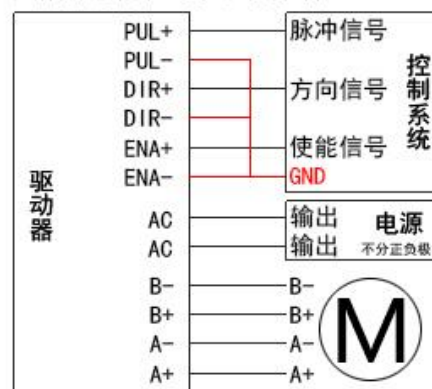 PUL+ 脉冲信号
PUL-
DIR+ 方向信号
DIR-
ENA+ 使能信号
ENA- GND
控制系统
驱动器
AC 输出
AC 输出
电源
不分正负极
B- B-
B+ B+
A- A-
A+ A+
M